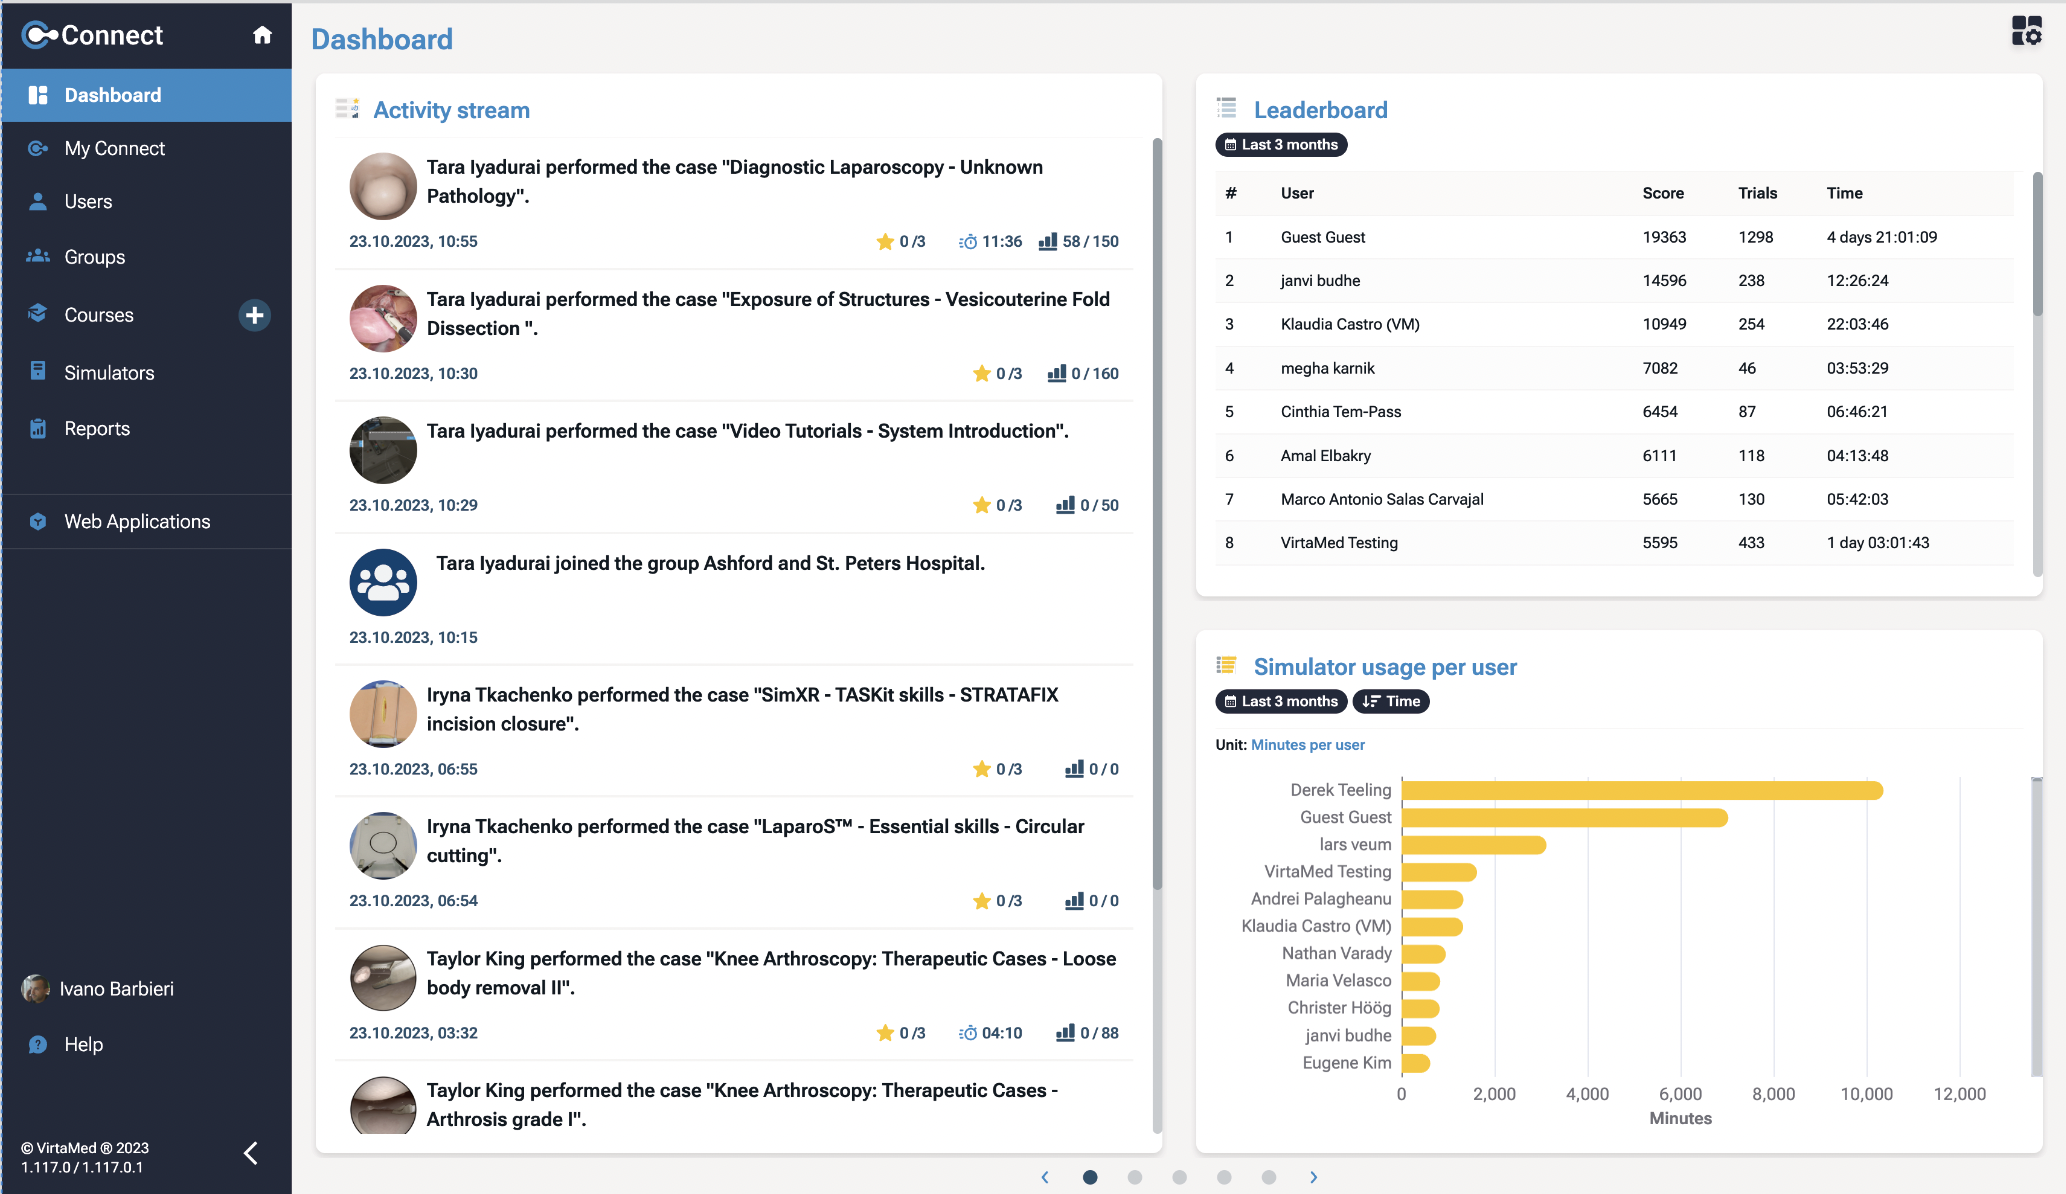 Connect
Dashboard
My Connect
Users
Groups
Courses
Simulators
Reports
Web Applications
Ivano Barbieri
Help
© VirtaMed ® 2023
1.117.0 / 1.117.0.1
Dashboard
Activity stream
Tara Iyadurai performed the case "Diagnostic Laparoscopy - Unknown
Pathology".
23.10.2023, 10:55 0 /3 11:36 58 / 150
Tara Iyadurai performed the case "Exposure of Structures - Vesicouterine Fold
Dissection ".
23.10.2023, 10:30 0 /3 0 / 160
Tara Iyadurai performed the case "Video Tutorials - System Introduction".
23.10.2023, 10:29 0 /3 0 / 50
Tara Iyadurai joined the group Ashford and St. Peters Hospital.
23.10.2023, 10:15
Iryna Tkachenko performed the case "SimXR - TASKit skills - STRATAFIX
incision closure".
23.10.2023, 06:55 0 /3 0 / 0
Iryna Tkachenko performed the case "LaparoS™ - Essential skills - Circular
cutting".
23.10.2023, 06:54 0 /3 0 / 0
Taylor King performed the case "Knee Arthroscopy: Therapeutic Cases - Loose
body removal II".
23.10.2023, 03:32 0 /3 04:10 0 / 88
Taylor King performed the case "Knee Arthroscopy: Therapeutic Cases -
Arthrosis grade I".
Leaderboard
Last 3 months
# User Score Trials Time
1 Guest Guest 19363 1298 4 days 21:01:09
2 janvi budhe 14596 238 12:26:24
3 Klaudia Castro (VM) 10949 254 22:03:46
4 megha karnik 7082 46 03:53:29
5 Cinthia Tem-Pass 6454 87 06:46:21
6 Amal Elbakry 6111 118 04:13:48
7 Marco Antonio Salas Carvajal 5665 130 05:42:03
8 VirtaMed Testing 5595 433 1 day 03:01:43
Simulator usage per user
Last 3 months Time
Unit: Minutes per user
Derek Teeling
Guest Guest
lars veum
VirtaMed Testing
Andrei Palagheanu
Klaudia Castro (VM)
Nathan Varady
Maria Velasco
Christer Höög
janvi budhe
Eugene Kim
0 2,000 4,000 6,000 8,000 10,000 12,000
Minutes